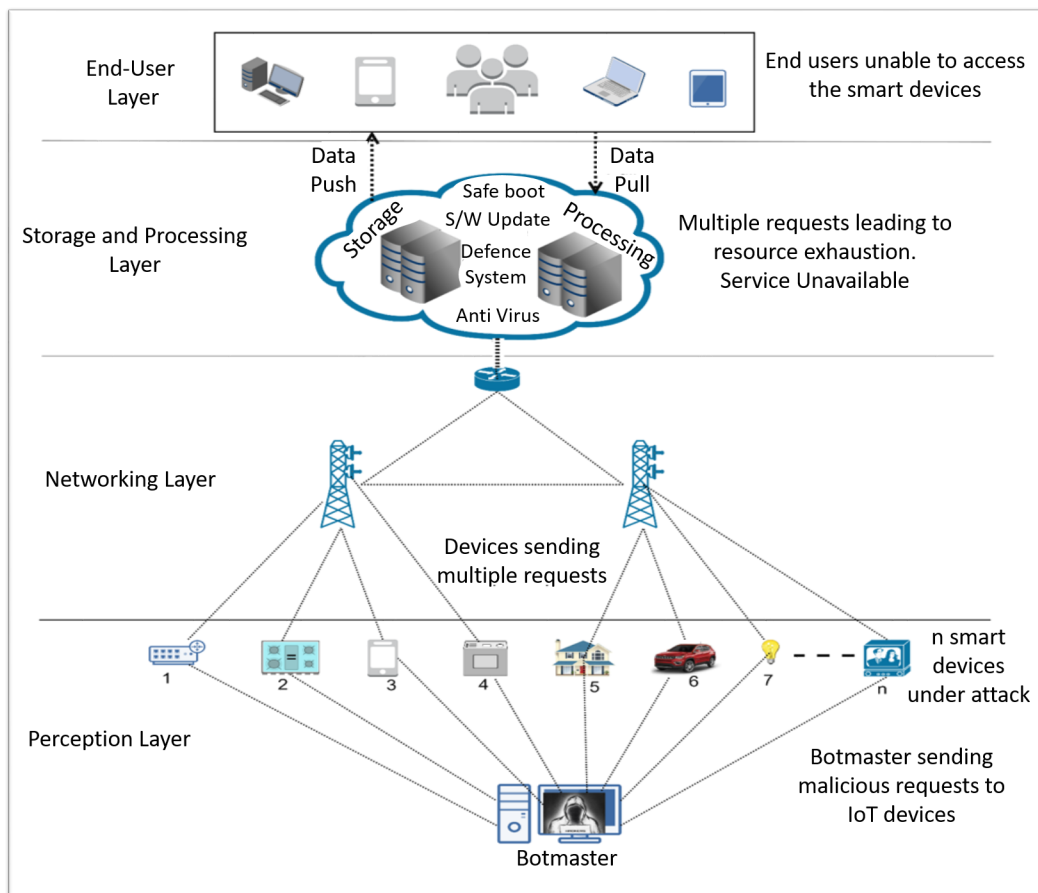 End-User
Layer
End users unable to access
the smart devices
Data
Push
Data
Pull
Storage and Processing
Layer
Storage
Safe boot
S/W Update
Defence
System
Anti Virus
Processing
Multiple requests leading to
resource exhaustion.
Service Unavailable
Networking Layer
Devices sending
multiple requests
1
2
3
4
5
6
7
n
n smart
devices
under attack
Perception Layer
Botmaster sending
malicious requests to
IoT devices
Botmaster